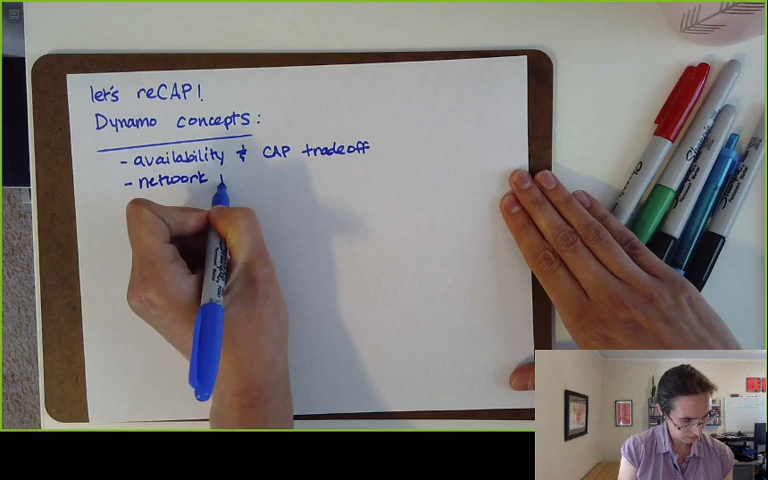 let's reCAP!
Dynamo concepts:
- availability & CAP tradeoff
- network